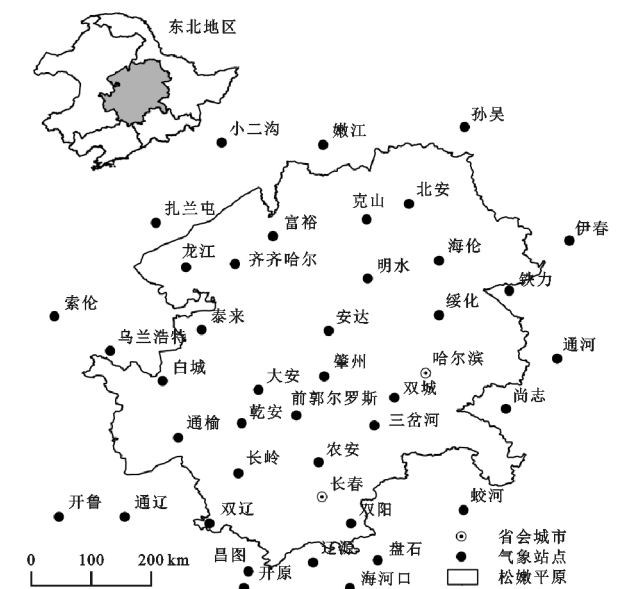 东北地区
孙吴
小二沟
嫩江
北安
克山
扎兰屯
富裕
伊春
海伦
龙江
齐齐哈尔
明水
铁力
索伦
绥化
泰来
安达
乌兰浩特
通河
肇州
哈尔滨
白城
大安
双城
尚志
前郭尔罗斯
乾安
通榆
三岔河
农安
长岭
长春
蛟河
开鲁
通辽
双辽
双阳
省会城市
昌图
辽源
盘石
气象站点
开原
海河口
松嫩平原
0 100 200 km